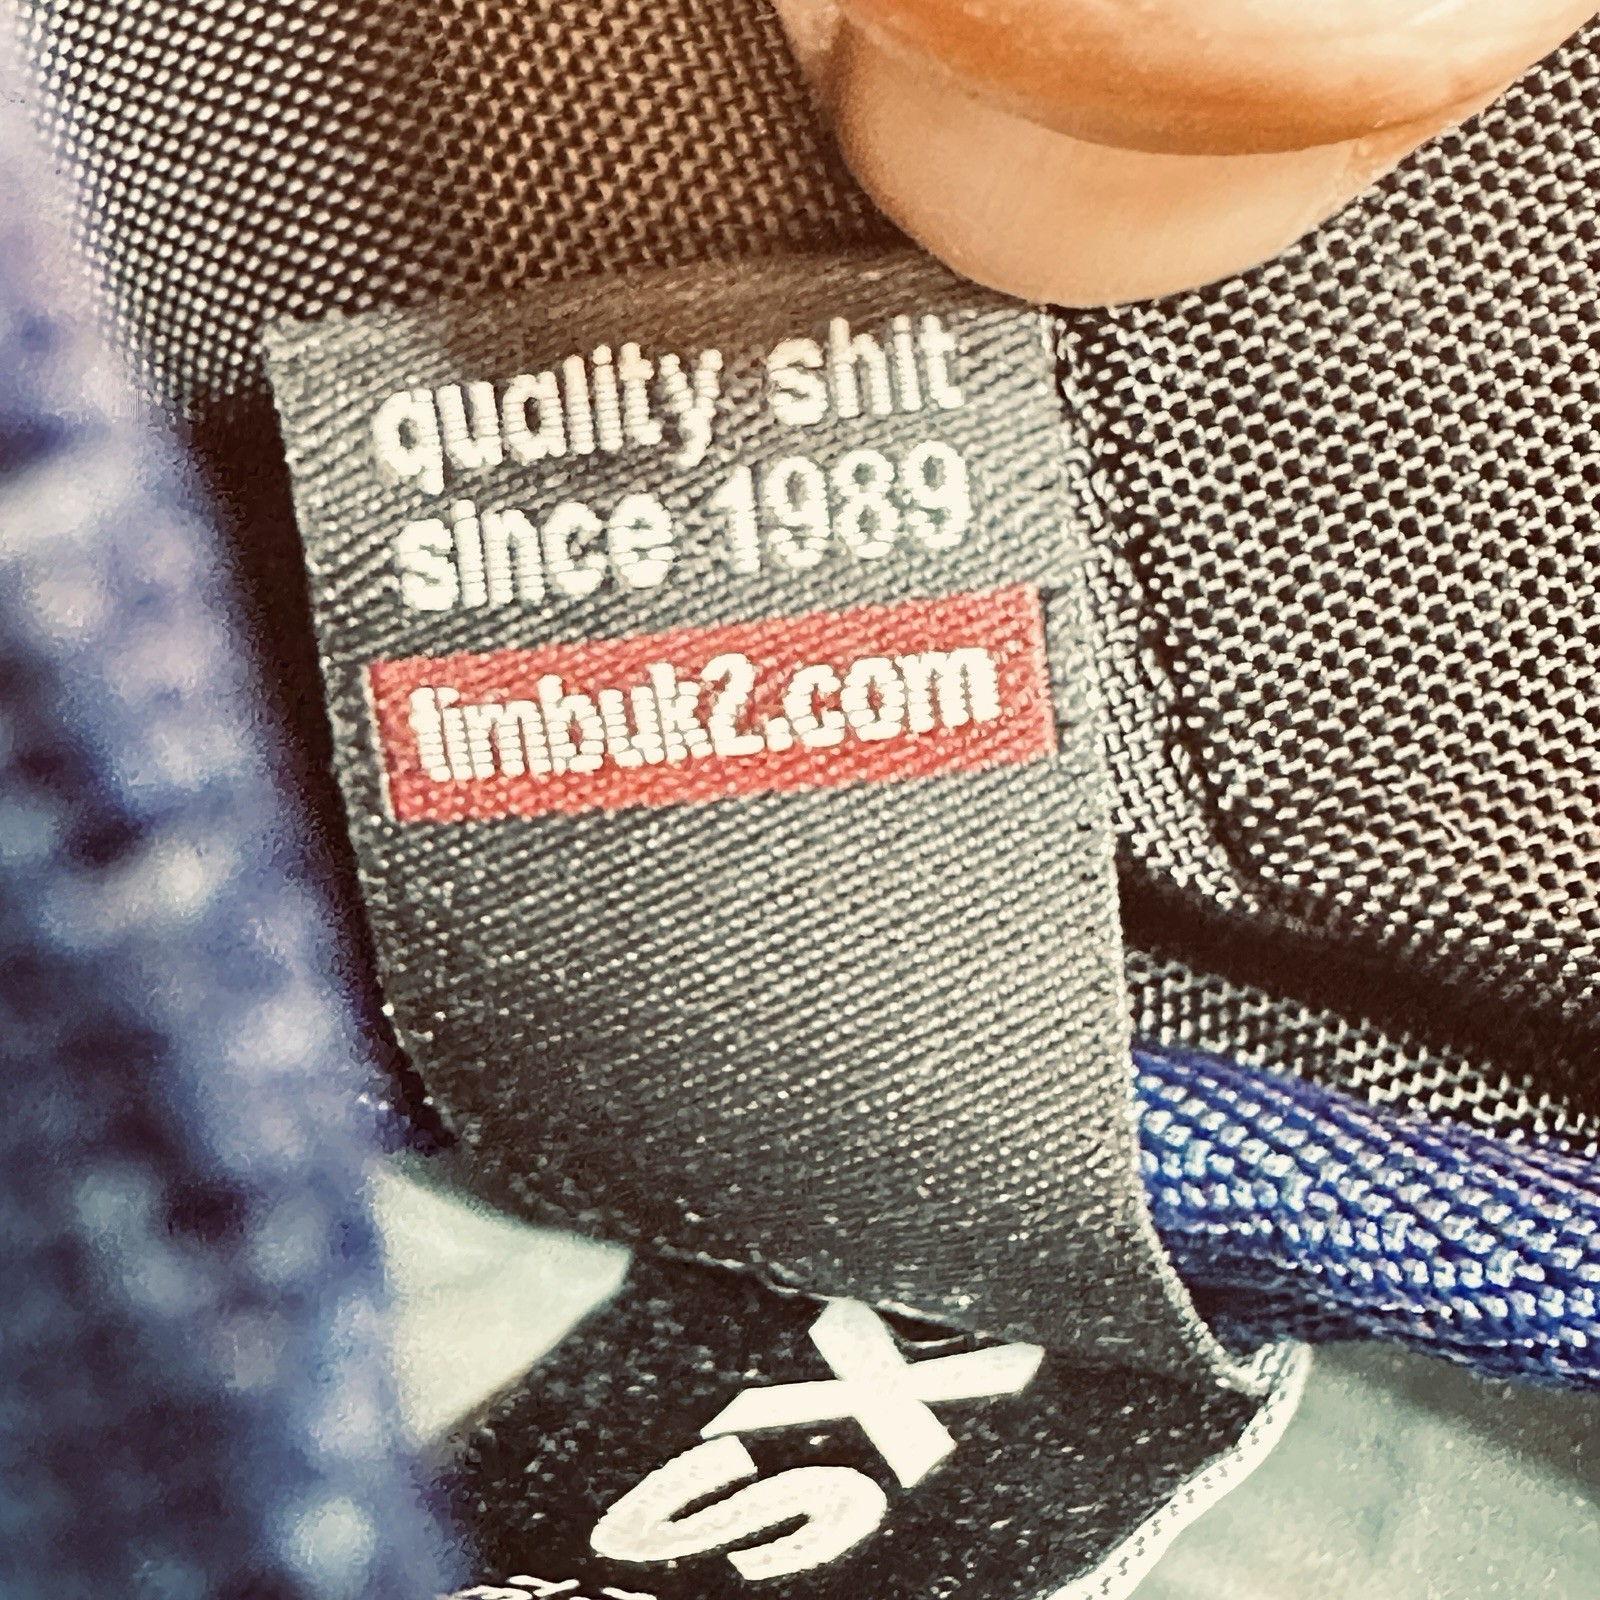 quality shit
since 1989
timbuk2.com
XS